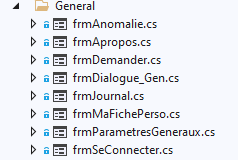 General
frmAnomalie.cs
frmApropos.cs
frmDemander.cs
frmDialogue_Gen.cs
frmJournal.cs
frmMaFichePerso.cs
frmParametresGeneraux.cs
frmSeConnecter.cs